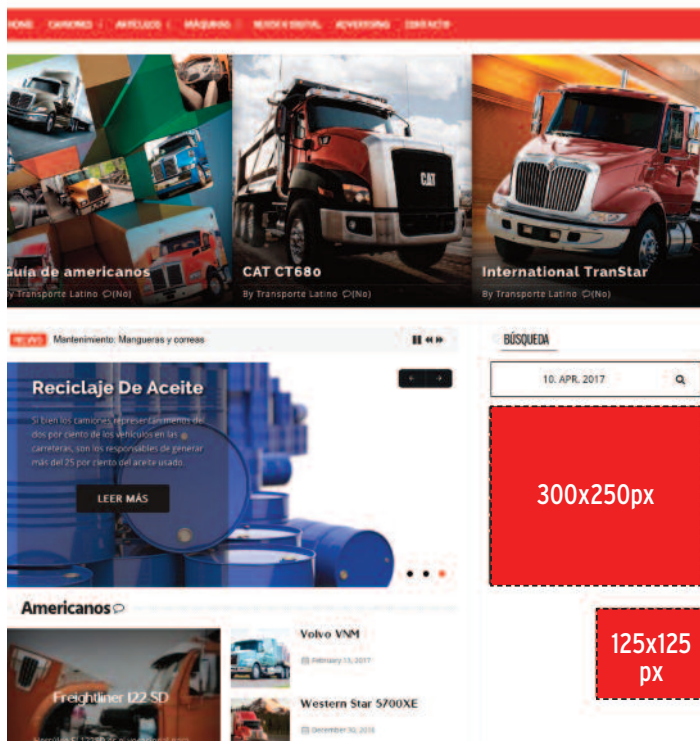 HOME CAMIONES ARTÍCULOS MÁQUINAS REVISTA DIGITAL ADVERTISING CONTACTO
CAT
Guía de americanos
By Transporte Latino (No)
CAT CT680
By Transporte Latino (No)
International TranStar
By Transporte Latino (No)
NEWS Mantenimiento: Mangueras y correas
Reciclaje De Aceite
Si bien los camiones representan menos del
dos por ciento de los vehículos en las
carreteras, son los responsables de generar
más del 25 por ciento del aceite usado.
LEER MÁS
BÚSQUEDA
10. APR, 2017
300x250px
125x125
px
Americanos
Freightliner 122 SD
Volvo VNM
February 13, 2017
Western Star 5700XE
December 30, 2016